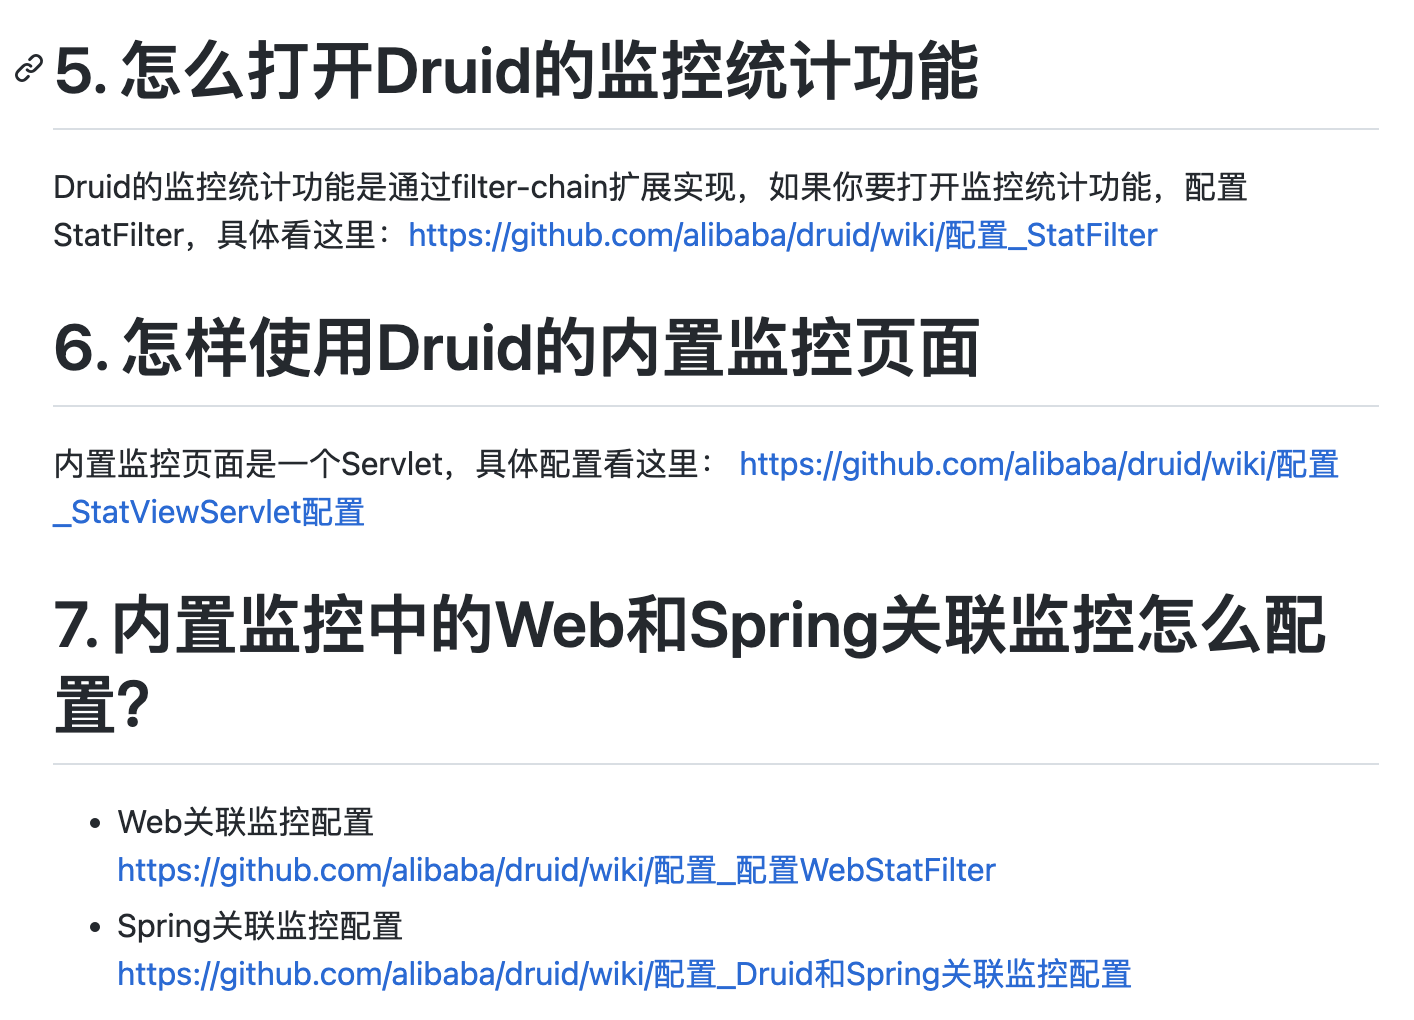 5. 怎么打开Druid的监控统计功能
Druid的监控统计功能是通过filter-chain扩展实现，如果你要打开监控统计功能，配置
StatFilter，具体看这里：https://github.com/alibaba/druid/wiki/配置_StatFilter
6. 怎样使用Druid的内置监控页面
内置监控页面是一个Servlet，具体配置看这里： https://github.com/alibaba/druid/wiki/配置
_StatViewServlet配置
7. 内置监控中的Web和Spring关联监控怎么配
置?
• Web关联监控配置
https://github.com/alibaba/druid/wiki/配置_配置WebStatFilter
• Spring关联监控配置
https://github.com/alibaba/druid/wiki/配置_Druid和Spring关联监控配置